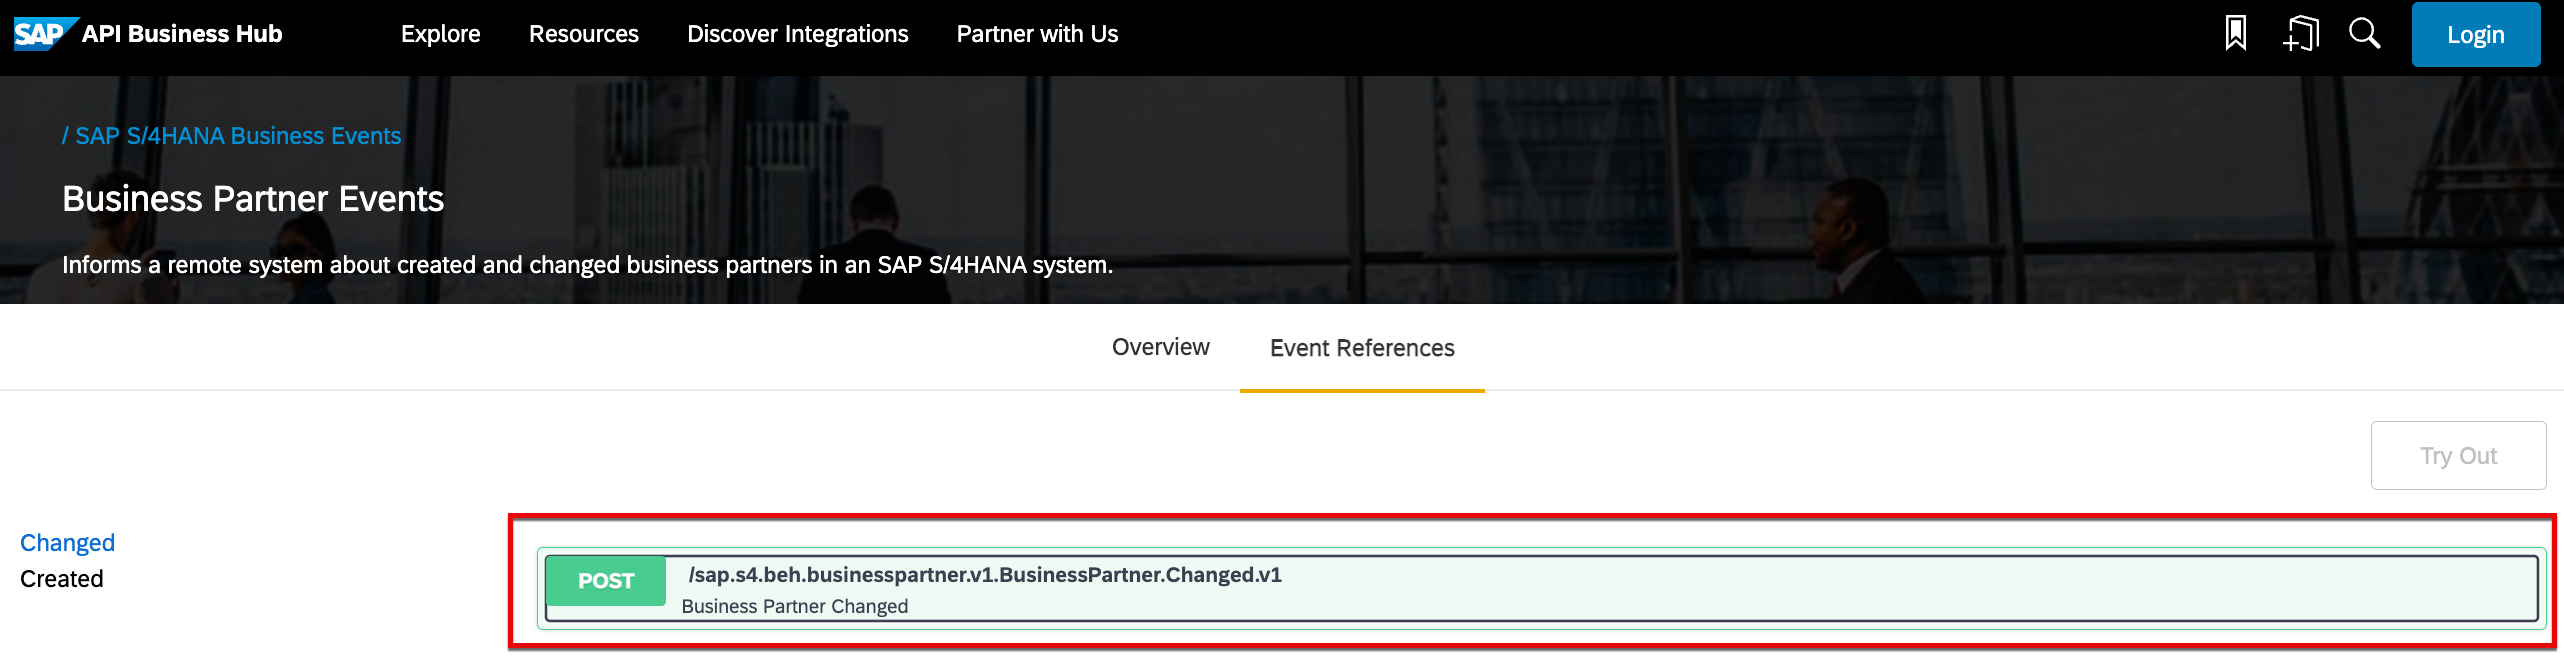 SAP API Business Hub Explore Resources Discover Integrations Partner with Us Login
/ SAP S/4HANA Business Events
Business Partner Events
Informs a remote system about created and changed business partners in an SAP S/4HANA system.
Overview Event References
Try Out
Changed
Created
POST /sap.s4.beh.businesspartner.v1.BusinessPartner.Changed.v1
Business Partner Changed